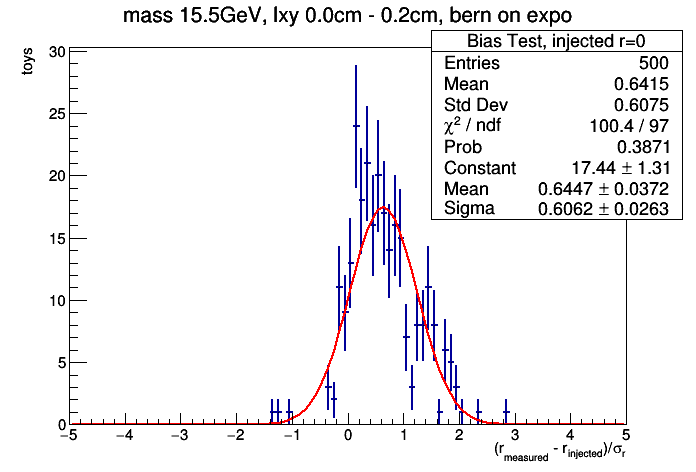 mass 15.5GeV, lxy 0.0cm - 0.2cm, bern on expo
Bias Test, injected r=0
Entries 500
Mean 0.6415
Std Dev 0.6075
χ² / ndf 100.4 / 97
Prob 0.3871
Constant 17.44 ± 1.31
Mean 0.6447 ± 0.0372
Sigma 0.6062 ± 0.0263
toys
30
25
20
15
10
5
0
−5 −4 −3 −2 −1 0 1 2 3 4 5
(r_measured - r_injected)/σ_r